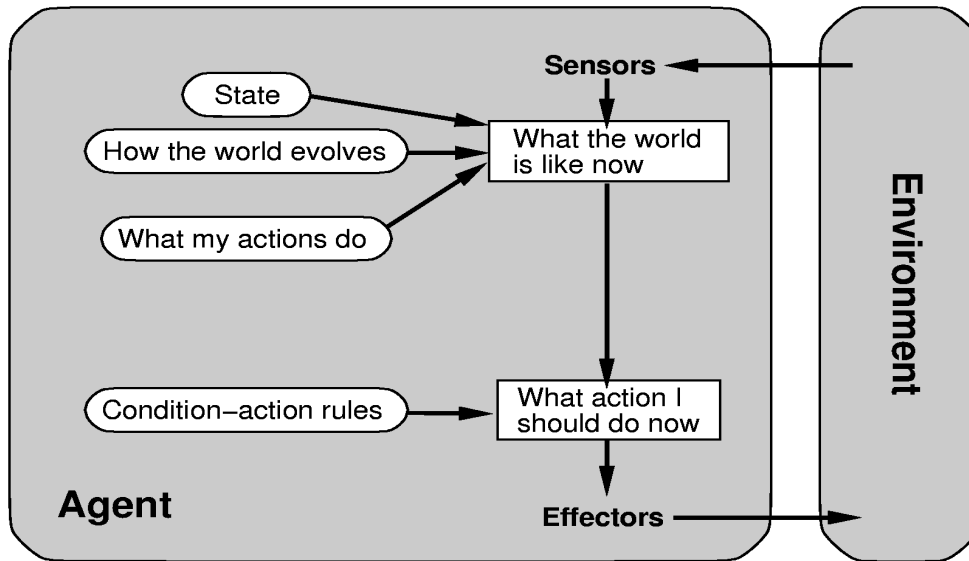 Sensors
State
What the world
is like now
How the world evolves
What my actions do
Environment
Condition−action rules
What action I
should do now
Agent
Effectors